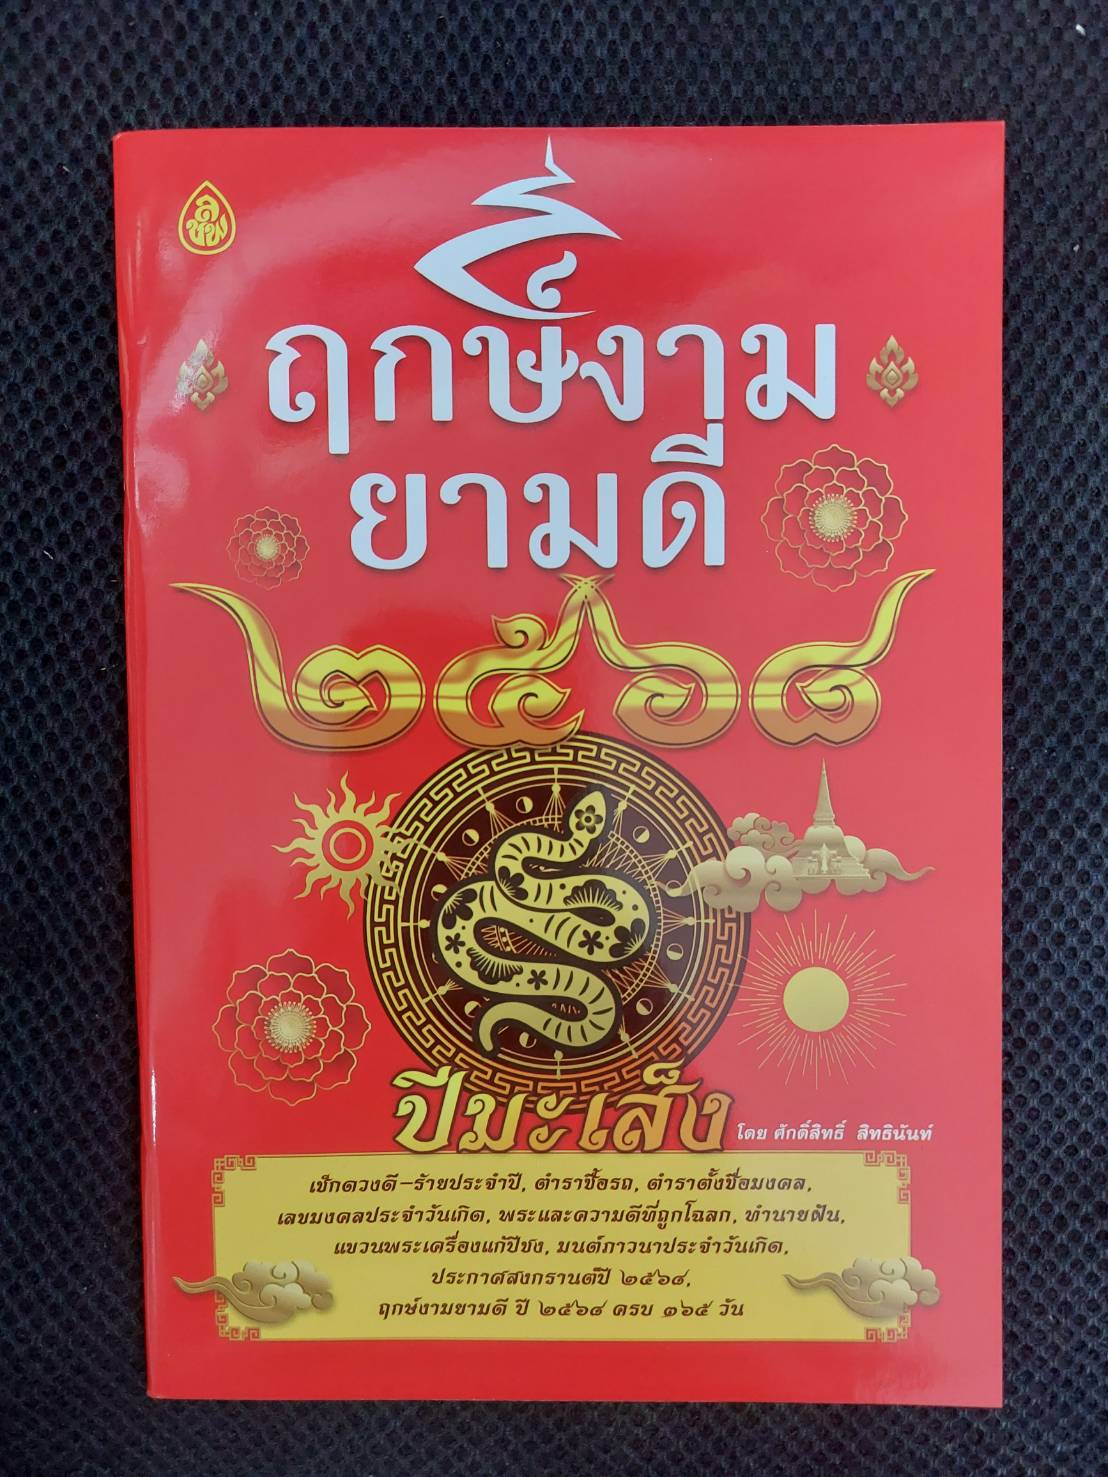 ลชพ
ฤกษ์งาม
ยามดี
๒๕๖๘
ปีมะเส็ง
โดย ศักดิ์สิทธิ์ สิทธินันท์
เช็กดวงดี-ร้ายประจำปี, ตำราซื้อรถ, ตำราตั้งชื่อมงคล,
เลขมงคลประจำวันเกิด, พระและความดีที่ถูกโฉลก, ทำนายฝัน,
แขวนพระเครื่องแก้ปีชง, มนต์ภาวนาประจำวันเกิด,
ประกาศสงกรานต์ปี ๒๕๖๘,
ฤกษ์งามยามดี ปี ๒๕๖๘ ครบ ๓๖๕ วัน